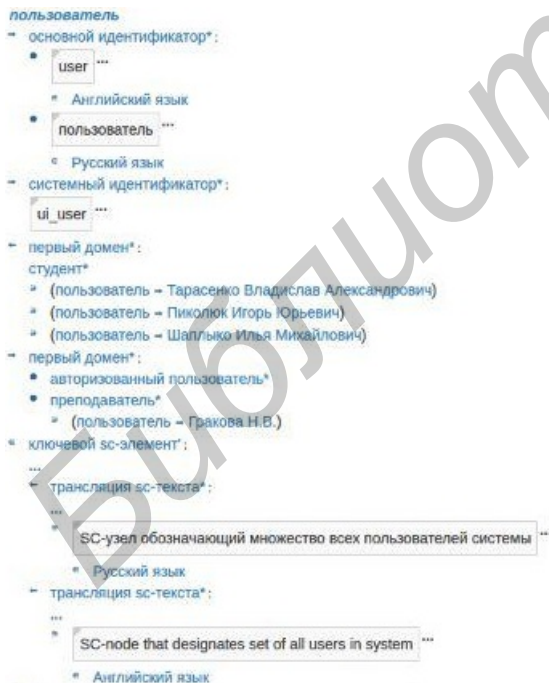 пользователь
основной идентификатор*:
user ...
Английский язык
пользователь ...
Русский язык
системный идентификатор*:
ui_user ...
первый домен*:
студент*
(пользователь – Тарасенко Владислав Александрович)
(пользователь – Пиколюк Игорь Юрьевич)
(пользователь – Шаплыко Илья Михайлович)
первый домен*:
авторизованный пользователь*
преподаватель*
(пользователь – Гракова Н.В.)
ключевой sc-элемент':
...
трансляция sc-текста*:
...
SC-узел обозначающий множество всех пользователей системы ...
Русский язык
трансляция sc-текста*:
...
SC-node that designates set of all users in system ...
Английский язык
Библиот